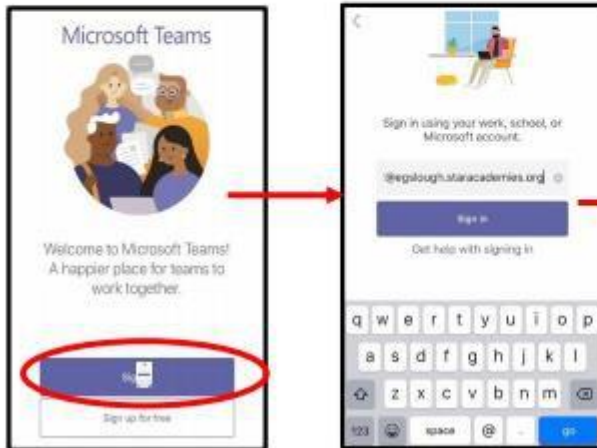 Microsoft Teams
Welcome to Microsoft Teams!
A happier place for teams to
work together.
Sign up for free
Sign in using your work, school, or
Microsoft account.
@egslough.staracademies.org
Sign in
Get help with signing in
q w e r t y u i o p
a s d f g h j k l
z x c v b n m
123 space @ . go